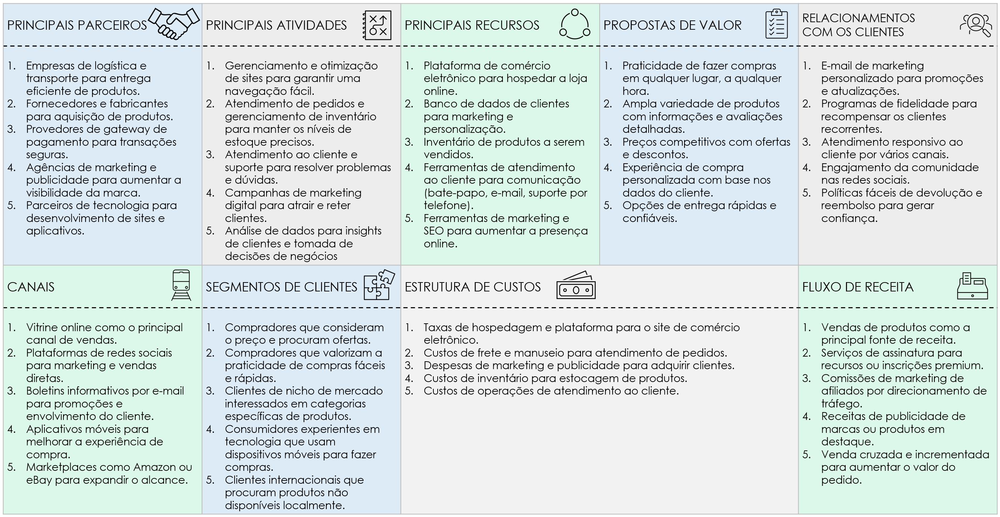 PRINCIPAIS PARCEIROS
1. Empresas de logística e
transporte para entrega
eficiente de produtos.
2. Fornecedores e fabricantes
para aquisição de produtos.
3. Provedores de gateway de
pagamento para transações
seguras.
4. Agências de marketing e
publicidade para aumentar a
visibilidade da marca.
5. Parceiros de tecnologia para
desenvolvimento de sites e
aplicativos.
PRINCIPAIS ATIVIDADES
1. Gerenciamento e otimização
de sites para garantir uma
navegação fácil.
2. Atendimento de pedidos e
gerenciamento de inventário
para manter os níveis de
estoque precisos.
3. Atendimento ao cliente e
suporte para resolver problemas
e dúvidas.
4. Campanhas de marketing
digital para atrair e reter
clientes.
5. Análise de dados para insights
de clientes e tomada de
decisões de negócios
PRINCIPAIS RECURSOS
1. Plataforma de comércio
eletrônico para hospedar a loja
online.
2. Banco de dados de clientes
para marketing e
personalização.
3. Inventário de produtos a serem
vendidos.
4. Ferramentas de atendimento
ao cliente para comunicação
(bate-papo, e-mail, suporte por
telefone).
5. Ferramentas de marketing e
SEO para aumentar a presença
online.
PROPOSTAS DE VALOR
1. Praticidade de fazer compras
em qualquer lugar, a qualquer
hora.
2. Ampla variedade de produtos
com informações e avaliações
detalhadas.
3. Preços competitivos com ofertas
e descontos.
4. Experiência de compra
personalizada com base nos
dados do cliente.
5. Opções de entrega rápidas e
confiáveis.
RELACIONAMENTOS
COM OS CLIENTES
1. E-mail de marketing
personalizado para promoções
e atualizações.
2. Programas de fidelidade para
recompensar os clientes
recorrentes.
3. Atendimento responsivo ao
cliente por vários canais.
4. Engajamento da comunidade
nas redes sociais.
5. Políticas fáceis de devolução e
reembolso para gerar
confiança.
CANAIS
1. Vitrine online como o principal
canal de vendas.
2. Plataformas de redes sociais
para marketing e vendas
diretas.
3. Boletins informativos por e-mail
para promoções e
envolvimento do cliente.
4. Aplicativos móveis para
melhorar a experiência de
compra.
5. Marketplaces como Amazon ou
eBay para expandir o alcance.
SEGMENTOS DE CLIENTES
1. Compradores que consideram
o preço e procuram ofertas.
2. Compradores que valorizam a
praticidade de compras fáceis
e rápidas.
3. Clientes de nicho de mercado
interessados em categorias
específicas de produtos.
4. Consumidores experientes em
tecnologia que usam
dispositivos móveis para fazer
compras.
5. Clientes internacionais que
procuram produtos não
disponíveis localmente.
ESTRUTURA DE CUSTOS
1. Taxas de hospedagem e plataforma para o site de comércio
eletrônico.
2. Custos de frete e manuseio para atendimento de pedidos.
3. Despesas de marketing e publicidade para adquirir clientes.
4. Custos de inventário para estocagem de produtos.
5. Custos de operações de atendimento ao cliente.
FLUXO DE RECEITA
1. Vendas de produtos como a
principal fonte de receita.
2. Serviços de assinatura para
recursos ou inscrições premium.
3. Comissões de marketing de
afiliados por direcionamento de
tráfego.
4. Receitas de publicidade de
marcas ou produtos em
destaque.
5. Venda cruzada e incrementada
para aumentar o valor do
pedido.